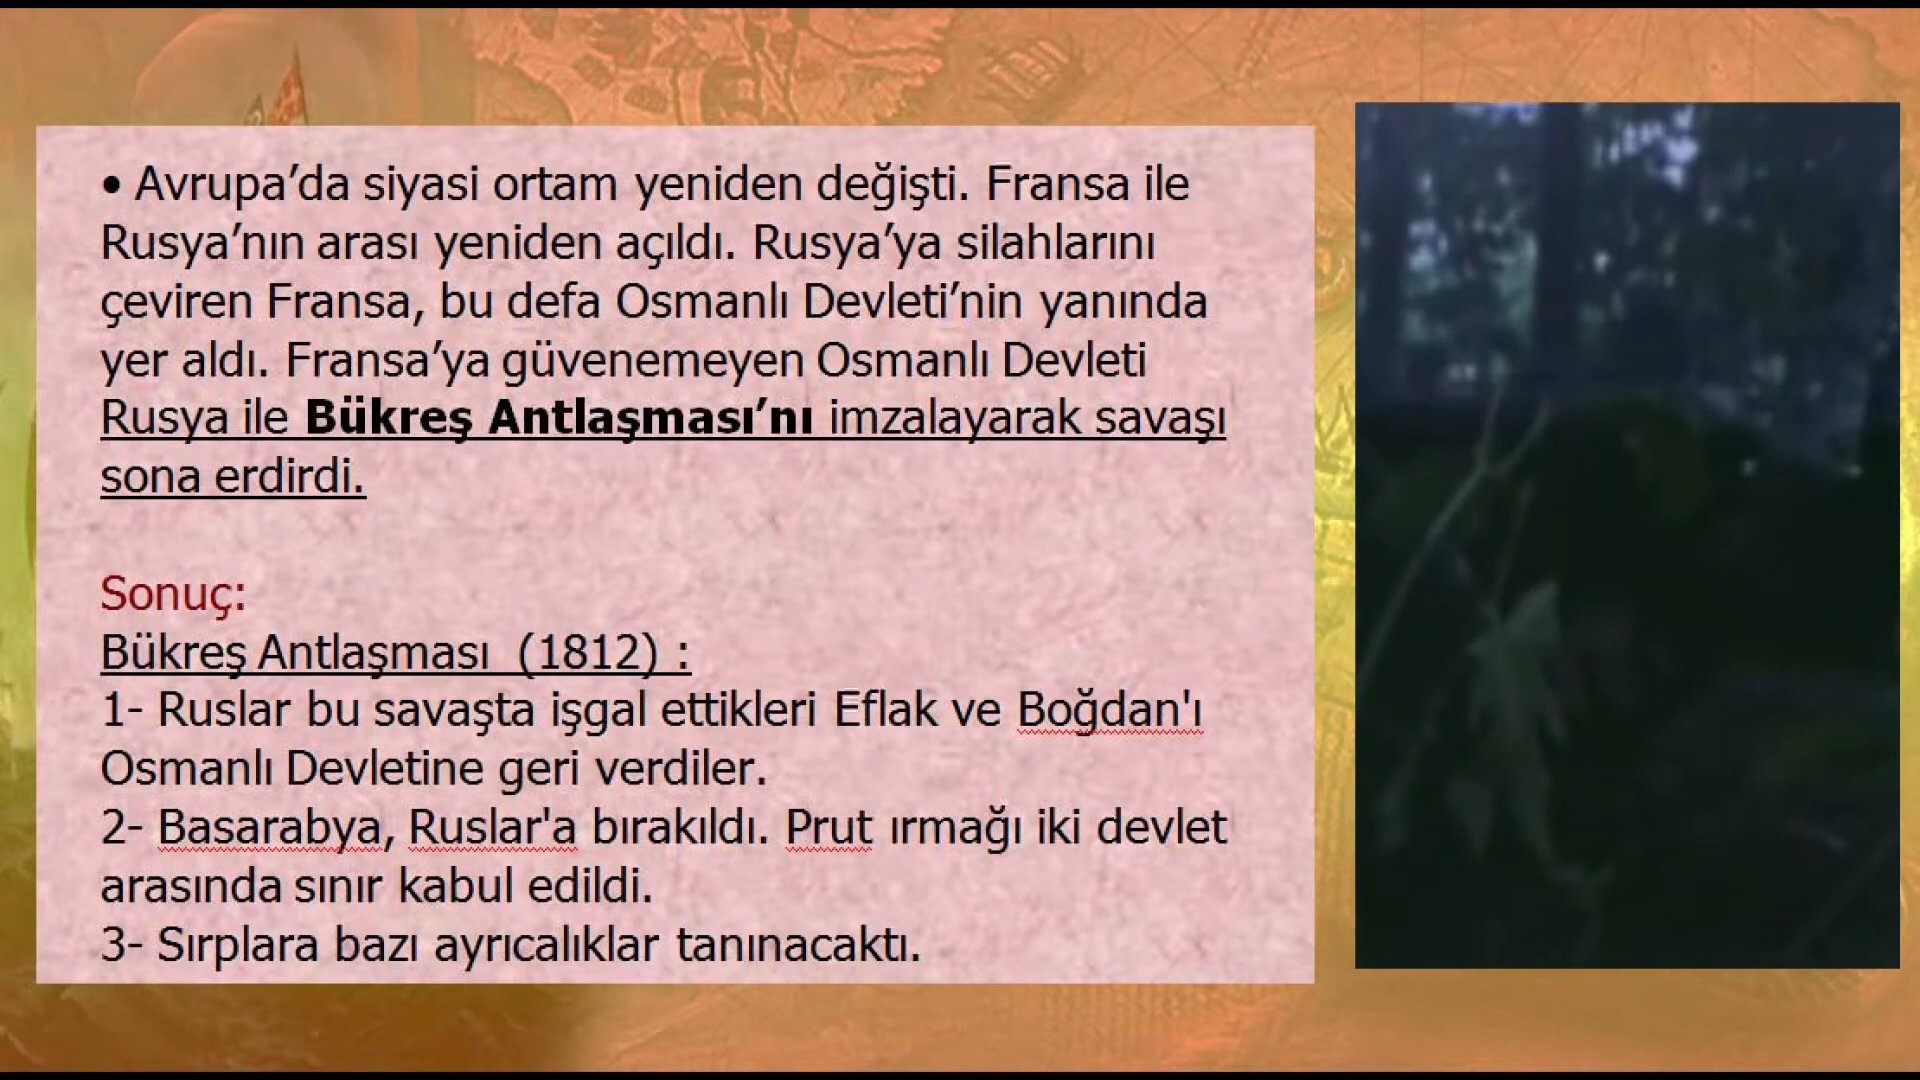 • Avrupa’da siyasi ortam yeniden değişti. Fransa ile
Rusya’nın arası yeniden açıldı. Rusya’ya silahlarını
çeviren Fransa, bu defa Osmanlı Devleti’nin yanında
yer aldı. Fransa’ya güvenemeyen Osmanlı Devleti
Rusya ile Bükreş Antlaşması’nı imzalayarak savaşı
sona erdirdi.
Sonuç:
Bükreş Antlaşması (1812) :
1- Ruslar bu savaşta işgal ettikleri Eflak ve Boğdan'ı
Osmanlı Devletine geri verdiler.
2- Basarabya, Ruslar'a bırakıldı. Prut ırmağı iki devlet
arasında sınır kabul edildi.
3- Sırplara bazı ayrıcalıklar tanınacaktı.